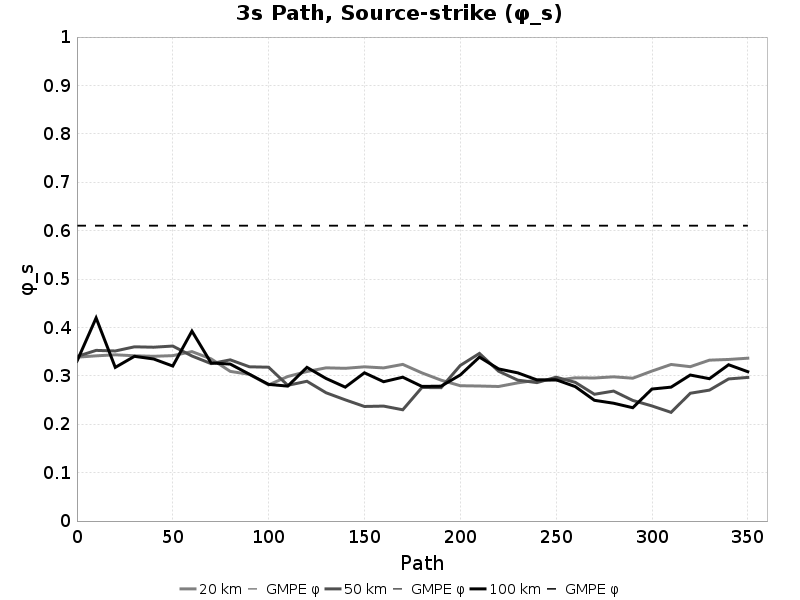 3s Path, Source-strike (φ_s)
1
0.9
0.8
0.7
0.6
0.5
0.4
0.3
0.2
0.1
0
φ_s
0 50 100 150 200 250 300 350
Path
20 km GMPE φ 50 km GMPE φ 100 km GMPE φ